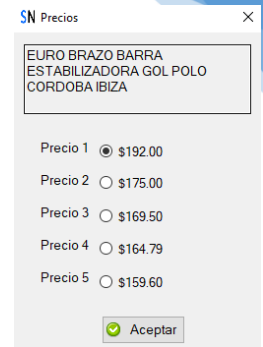 SN Precios
EURO BRAZO BARRA
ESTABILIZADORA GOL POLO
CORDOBA IBIZA
Precio 1 $192.00
Precio 2 $175.00
Precio 3 $169.50
Precio 4 $164.79
Precio 5 $159.60
Aceptar